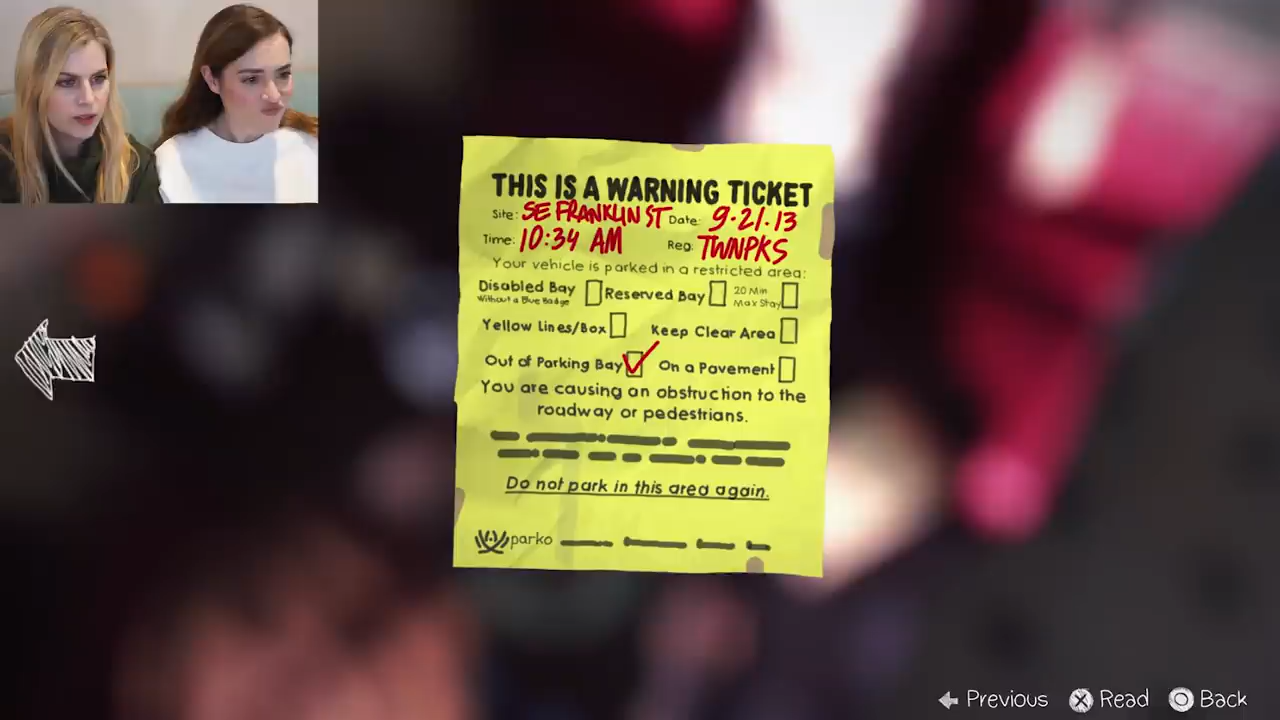 THIS IS A WARNING TICKET
Site: SE FRANKLIN ST Date: 9.21.13
Time: 10:34 AM Reg: TWNPKS
Your vehicle is parked in a restricted area:
Disabled Bay Reserved Bay 20 Min
Without a Blue Badge Max Stay
Yellow Lines/Box Keep Clear Area
Out of Parking Bay On a Pavement
You are causing an obstruction to the
roadway or pedestrians.
Do not park in this area again.
parko
Previous Read Back